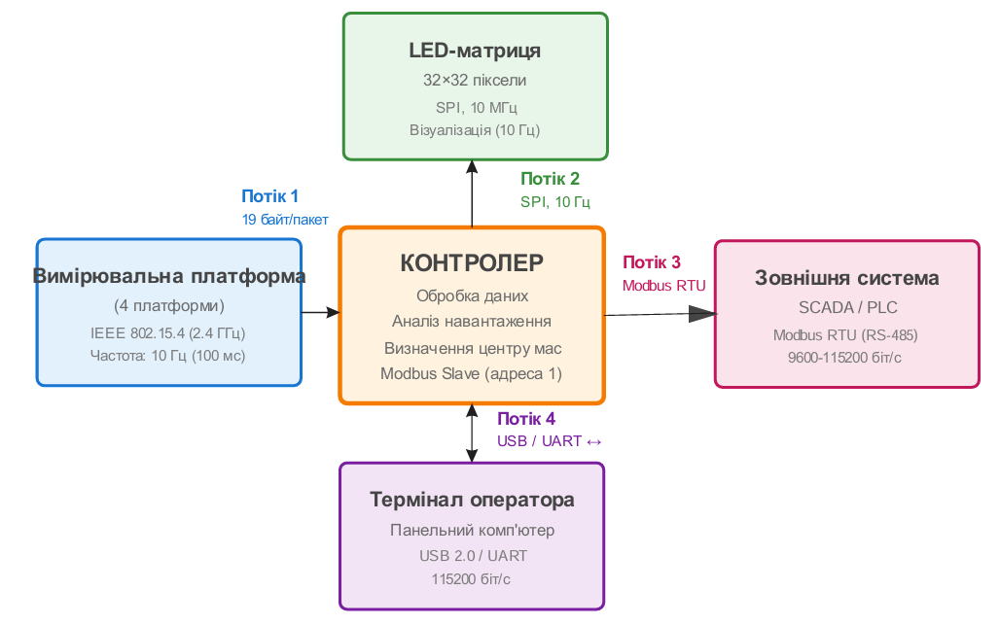 LED-матриця
32×32 піксели
SPI, 10 МГц
Візуалізація (10 Гц)
Потік 2
SPI, 10 Гц
Потік 1
19 байт/пакет
Вимірювальна платформа
(4 платформи)
IEEE 802.15.4 (2.4 ГГц)
Частота: 10 Гц (100 мс)
КОНТРОЛЕР
Обробка даних
Аналіз навантаження
Визначення центру мас
Modbus Slave (адреса 1)
Потік 3
Modbus RTU
Зовнішня система
SCADA / PLC
Modbus RTU (RS-485)
9600-115200 біт/с
Потік 4
USB / UART ↔
Термінал оператора
Панельний комп'ютер
USB 2.0 / UART
115200 біт/с